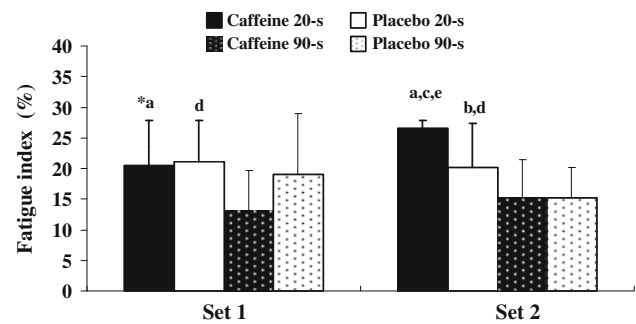 Caffeine 20-s Placebo 20-s
Caffeine 90-s Placebo 90-s
Fatigue index (%)
40
35
30
25
20
15
10
5
0
*a
d
a,c,e
b,d
Set 1
Set 2